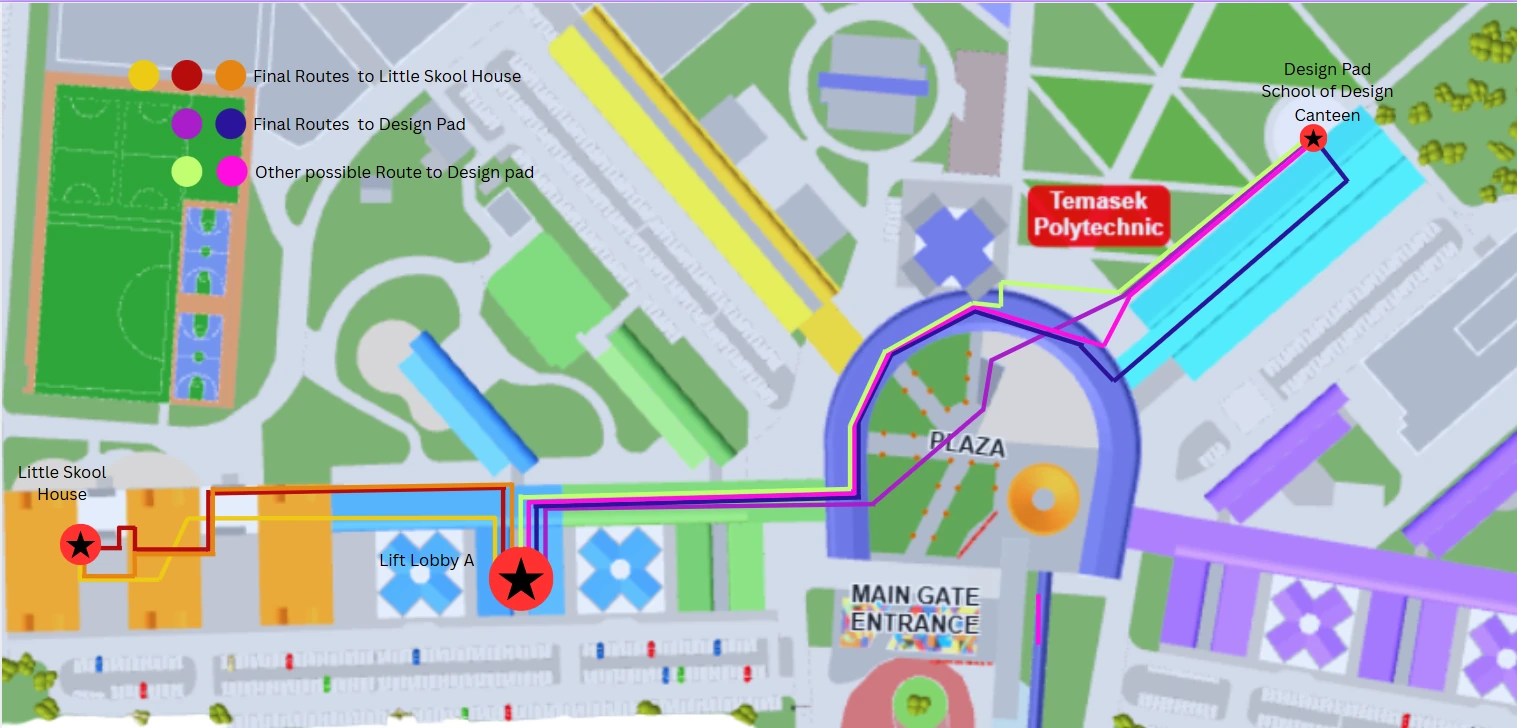 Final Routes  to Little Skool House
Final Routes  to Design Pad
Other possible Route to Design pad
Design Pad
School of Design
Canteen
Temasek
Polytechnic
PLAZA
Little Skool
House
Lift Lobby A
MAIN GATE
ENTRANCE